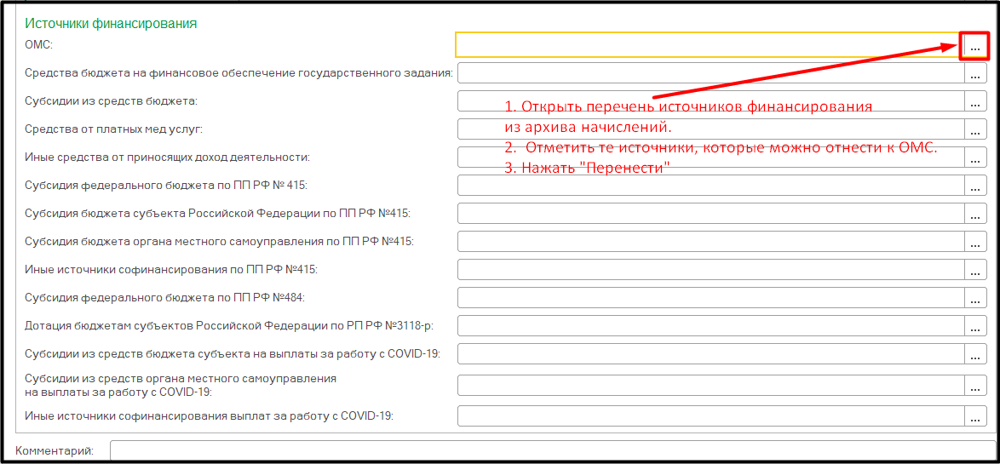 Источники финансирования
ОМС:
...
Средства бюджета на финансовое обеспечение государственного задания:
...
Субсидии из средств бюджета:
...
1. Открыть перечень источников финансирования
из архива начислений.
Средства от платных мед услуг:
...
2. Отметить те источники, которые можно отнести к ОМС.
Иные средства от приносящих доход деятельности:
...
3. Нажать "Перенести"
Субсидия федерального бюджета по ПП РФ № 415:
...
Субсидия бюджета субъекта Российской Федерации по ПП РФ №415:
...
Субсидия бюджета органа местного самоуправления по ПП РФ №415:
...
Иные источники софинансирования по ПП РФ №415:
...
Субсидия федерального бюджета по ПП РФ №484:
...
Дотация бюджетам субъектов Российской Федерации по РП РФ №3118-р:
...
Субсидии из средств бюджета субъекта на выплаты за работу с COVID-19:
...
Субсидии из средств органа местного самоуправления
на выплаты за работу с COVID-19:
...
Иные источники софинансирования выплат за работу с COVID-19:
...
Комментарий: